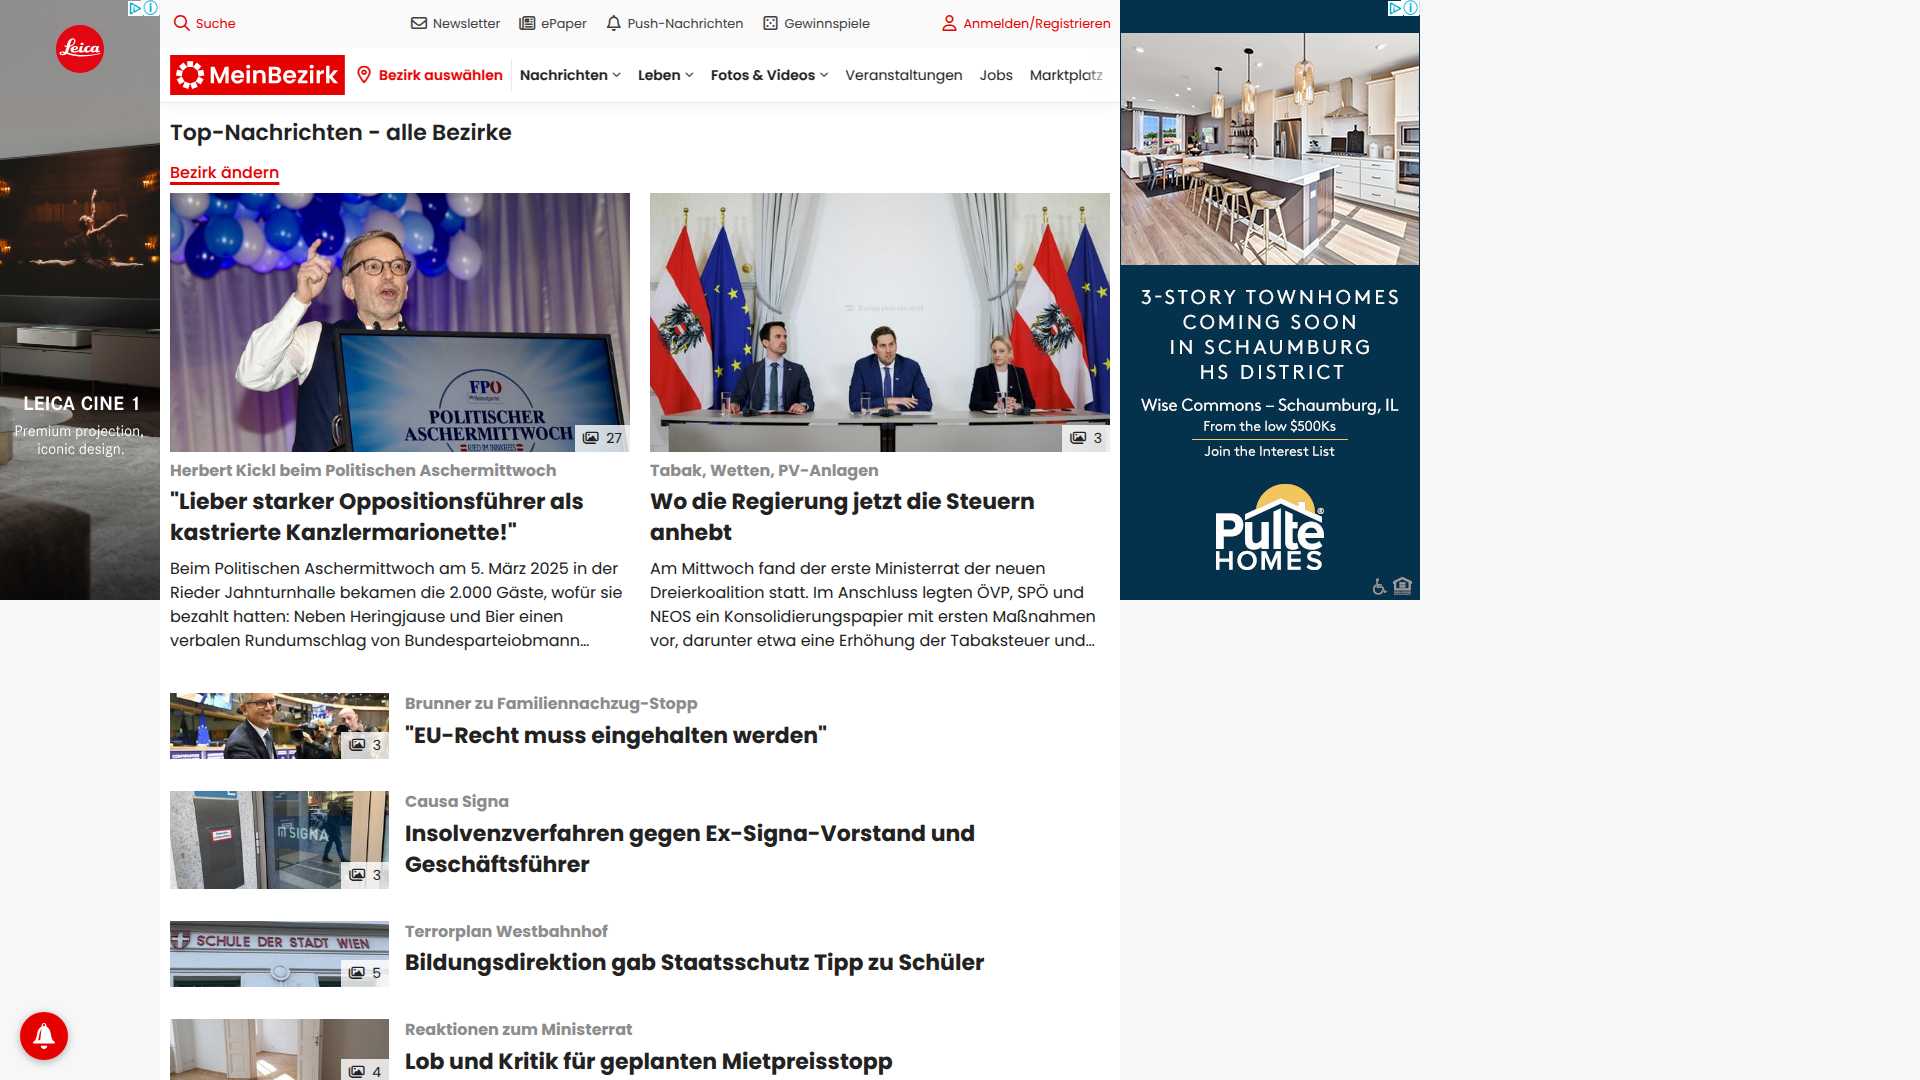 Leica
LEICA CINE 1
Premium projection,
iconic design.
Suche
Newsletter
ePaper
Push-Nachrichten
Gewinnspiele
Anmelden/Registrieren
MeinBezirk
Bezirk auswählen
Nachrichten
Leben
Fotos & Videos
Veranstaltungen
Jobs
Marktplatz
Top-Nachrichten - alle Bezirke
Bezirk ändern
FPÖ
POLITISCHER
ASCHERMITTWOCH
27
Herbert Kickl beim Politischen Aschermittwoch
"Lieber starker Oppositionsführer als
kastrierte Kanzlermarionette!"
Beim Politischen Aschermittwoch am 5. März 2025 in der
Rieder Jahnturnhalle bekamen die 2.000 Gäste, wofür sie
bezahlt hatten: Neben Heringjause und Bier einen
verbalen Rundumschlag von Bundesparteiobmann...
3
Tabak, Wetten, PV-Anlagen
Wo die Regierung jetzt die Steuern
anhebt
Am Mittwoch fand der erste Ministerrat der neuen
Dreierkoalition statt. Im Anschluss legten ÖVP, SPÖ und
NEOS ein Konsolidierungspapier mit ersten Maßnahmen
vor, darunter etwa eine Erhöhung der Tabaksteuer und...
3
Brunner zu Familiennachzug-Stopp
"EU-Recht muss eingehalten werden"
SIGNA
3
Causa Signa
Insolvenzverfahren gegen Ex-Signa-Vorstand und
Geschäftsführer
SCHULE DER STADT WIEN
5
Terrorplan Westbahnhof
Bildungsdirektion gab Staatsschutz Tipp zu Schüler
4
Reaktionen zum Ministerrat
Lob und Kritik für geplanten Mietpreisstopp
3-STORY TOWNHOMES
COMING SOON
IN SCHAUMBURG
HS DISTRICT
Wise Commons – Schaumburg, IL
From the low $500Ks
Join the Interest List
Pulte®
HOMES